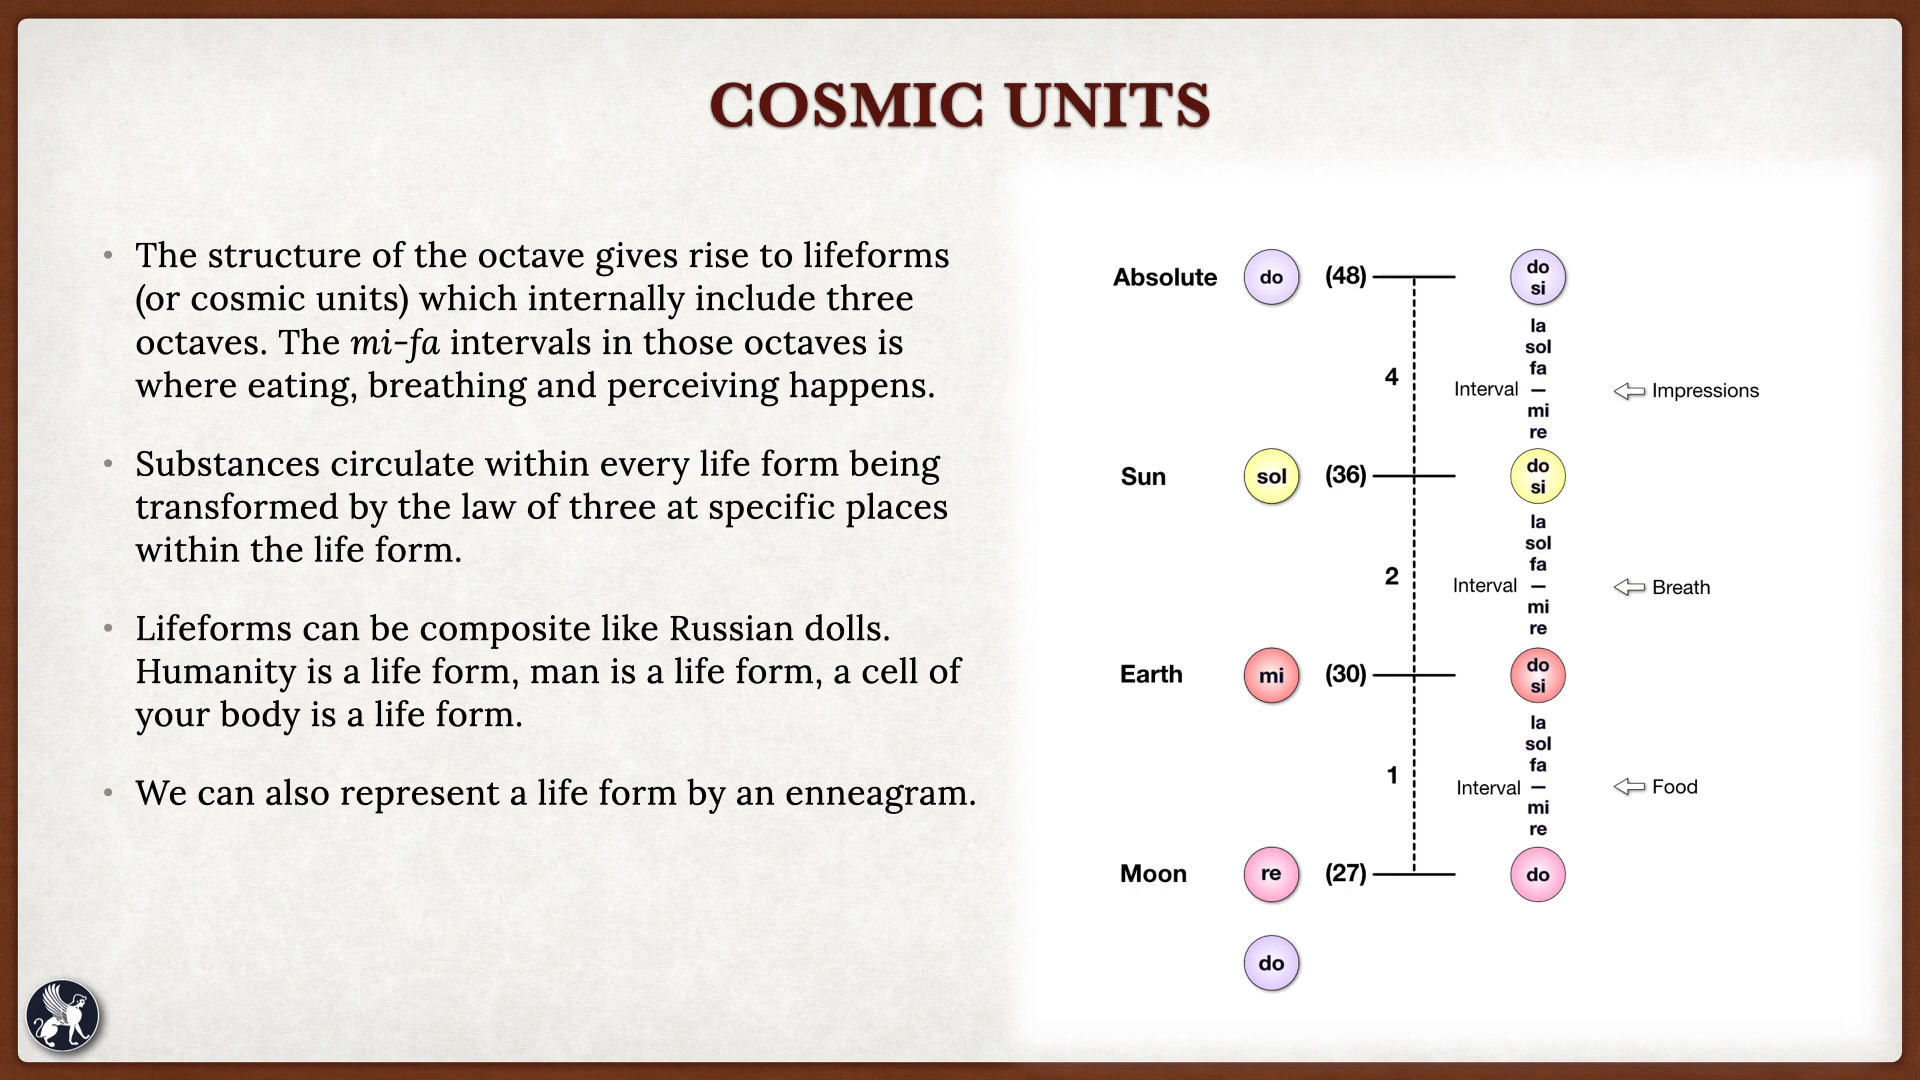 COSMIC UNITS
• The structure of the octave gives rise to lifeforms
(or cosmic units) which internally include three
octaves. The mi-fa intervals in those octaves is
where eating, breathing and perceiving happens.
• Substances circulate within every life form being
transformed by the law of three at specific places
within the life form.
• Lifeforms can be composite like Russian dolls.
Humanity is a life form, man is a life form, a cell of
your body is a life form.
• We can also represent a life form by an enneagram.
Absolute do (48) do
si
la
sol
fa
4 Interval – Impressions
mi
re
Sun sol (36) do
si
la
sol
fa
2 Interval – Breath
mi
re
Earth mi (30) do
si
la
sol
fa
1 Interval – Food
mi
re
Moon re (27) do
do